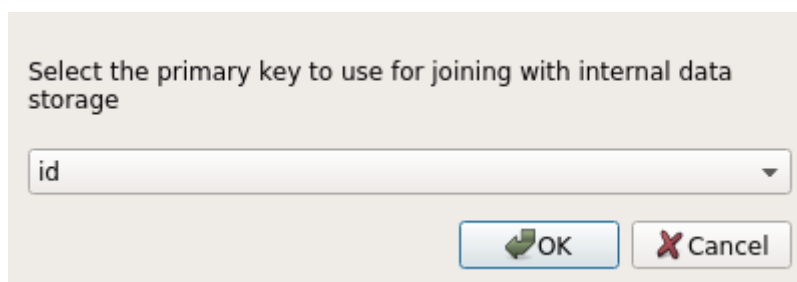 Select the primary key to use for joining with internal data
storage
id
OK
Cancel